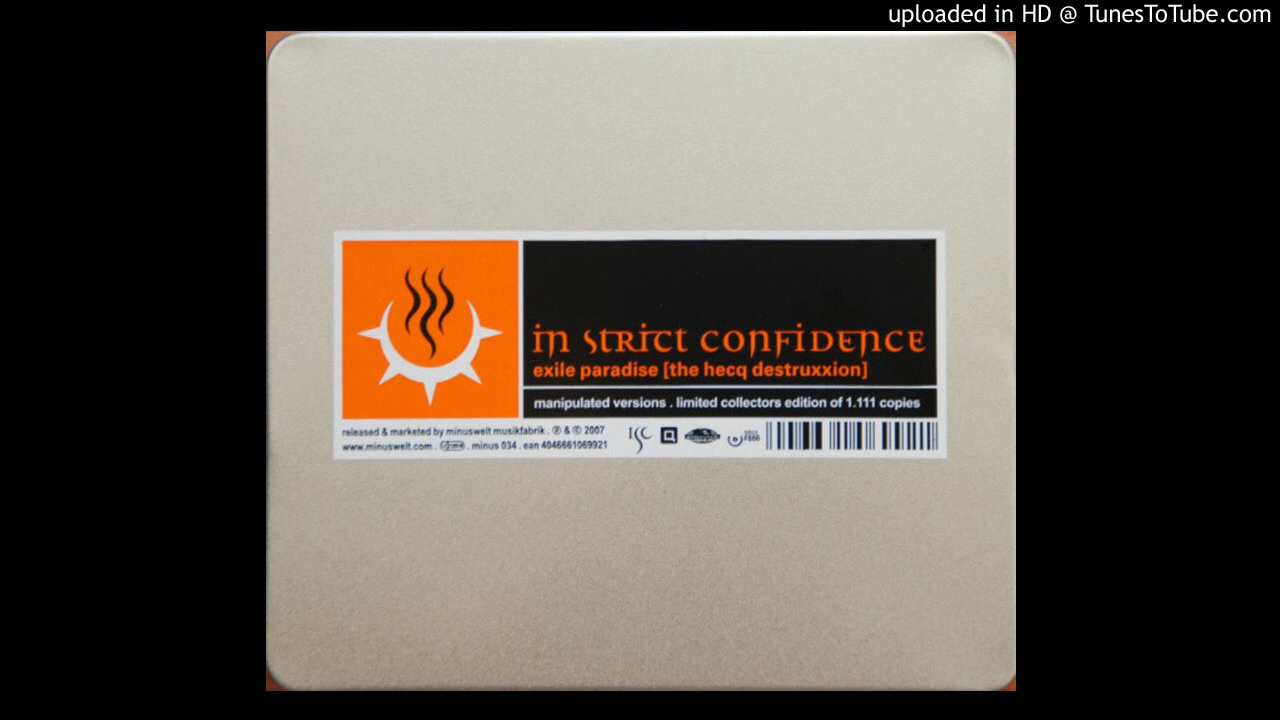 uploaded in HD @ TunesToTube.com
in strict confidence
exile paradise [the hecq destruxxion]
manipulated versions . limited collectors edition of 1.111 copies
released & marketed by minuswelt musikfabrik . ℗ & © 2007
www.minuswelt.com . . minus 034 . ean 4046661069921
ISC